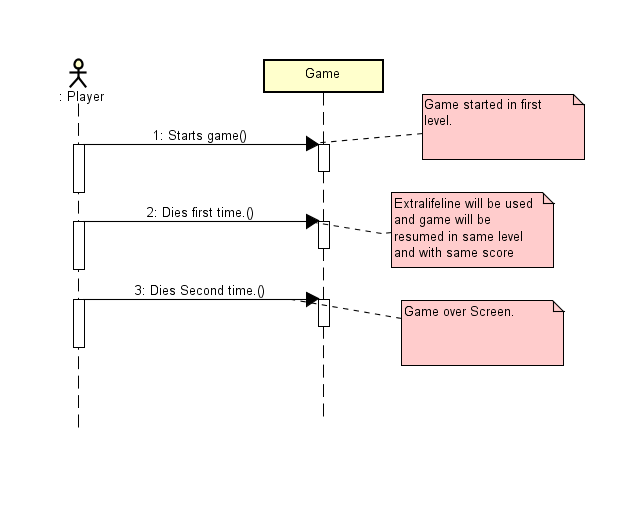 Game
: Player
Game started in first
level.
1: Starts game()
Extralifeline will be used
and game will be
resumed in same level
and with same score
2: Dies first time.()
3: Dies Second time.()
Game over Screen.